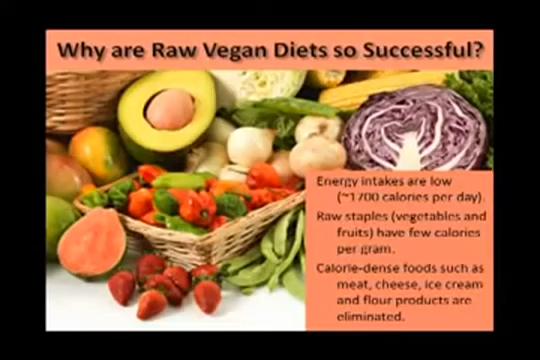 Why are Raw Vegan Diets so Successful?
Energy intakes are low
(~1700 calories per day).
Raw staples (vegetables and
fruits) have few calories
per gram.
Calorie-dense foods such as
meat, cheese, ice cream
and flour products are
eliminated.